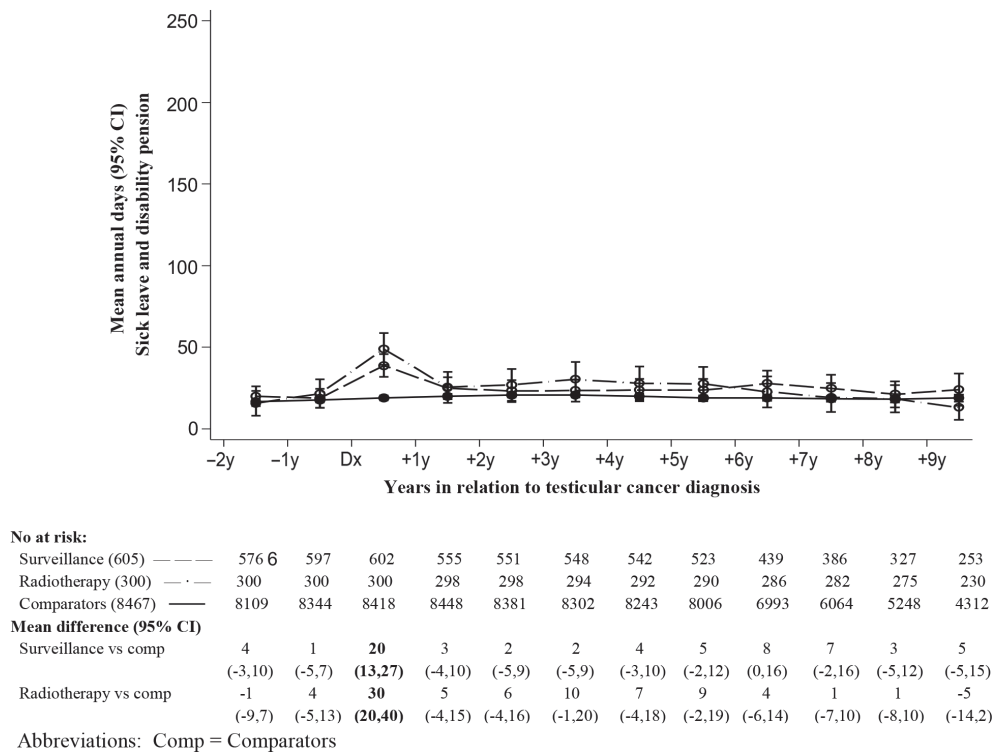 250
200
150
100
50
0
Mean annual days (95% CI)
Sick leave and disability pension
−2y −1y Dx +1y +2y +3y +4y +5y +6y +7y +8y +9y
Years in relation to testicular cancer diagnosis
No at risk:
Surveillance (605) 576 6 597 602 555 551 548 542 523 439 386 327 253
Radiotherapy (300) 300 300 300 298 298 294 292 290 286 282 275 230
Comparators (8467) 8109 8344 8418 8448 8381 8302 8243 8006 6993 6064 5248 4312
Mean difference (95% CI)
Surveillance vs comp 4 1 20 3 2 2 4 5 8 7 3 5
(-3,10) (-5,7) (13,27) (-4,10) (-5,9) (-5,9) (-3,10) (-2,12) (0,16) (-2,16) (-5,12) (-5,15)
Radiotherapy vs comp -1 4 30 5 6 10 7 9 4 1 1 -5
(-9,7) (-5,13) (20,40) (-4,15) (-4,16) (-1,20) (-4,18) (-2,19) (-6,14) (-7,10) (-8,10) (-14,2)
Abbreviations: Comp = Comparators